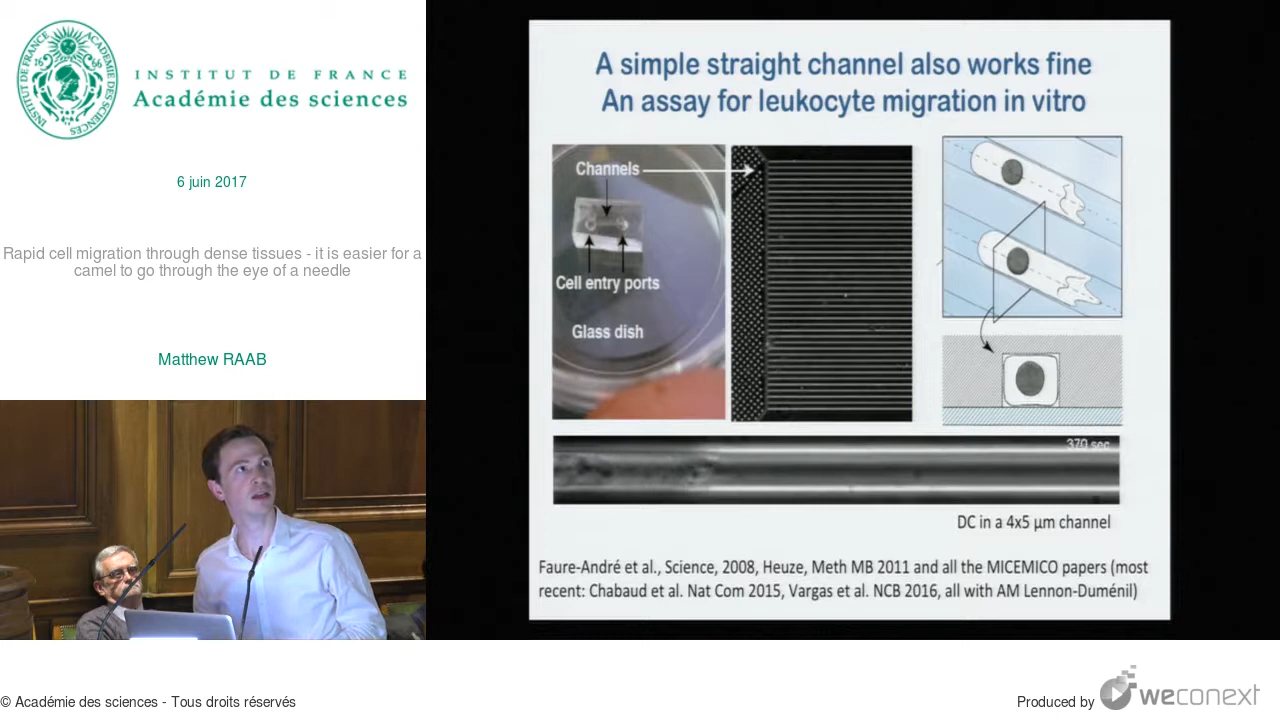 INSTITUT DE FRANCE
Académie des sciences
6 juin 2017
Rapid cell migration through dense tissues - it is easier for a
camel to go through the eye of a needle
Matthew RAAB
A simple straight channel also works fine
An assay for leukocyte migration in vitro
Channels
Cell entry ports
Glass dish
370 sec
DC in a 4x5 µm channel
Faure-André et al., Science, 2008, Heuze, Meth MB 2011 and all the MICEMICO papers (most
recent: Chabaud et al. Nat Com 2015, Vargas et al. NCB 2016, all with AM Lennon-Duménil)
© Académie des sciences - Tous droits réservés
Produced by weconext